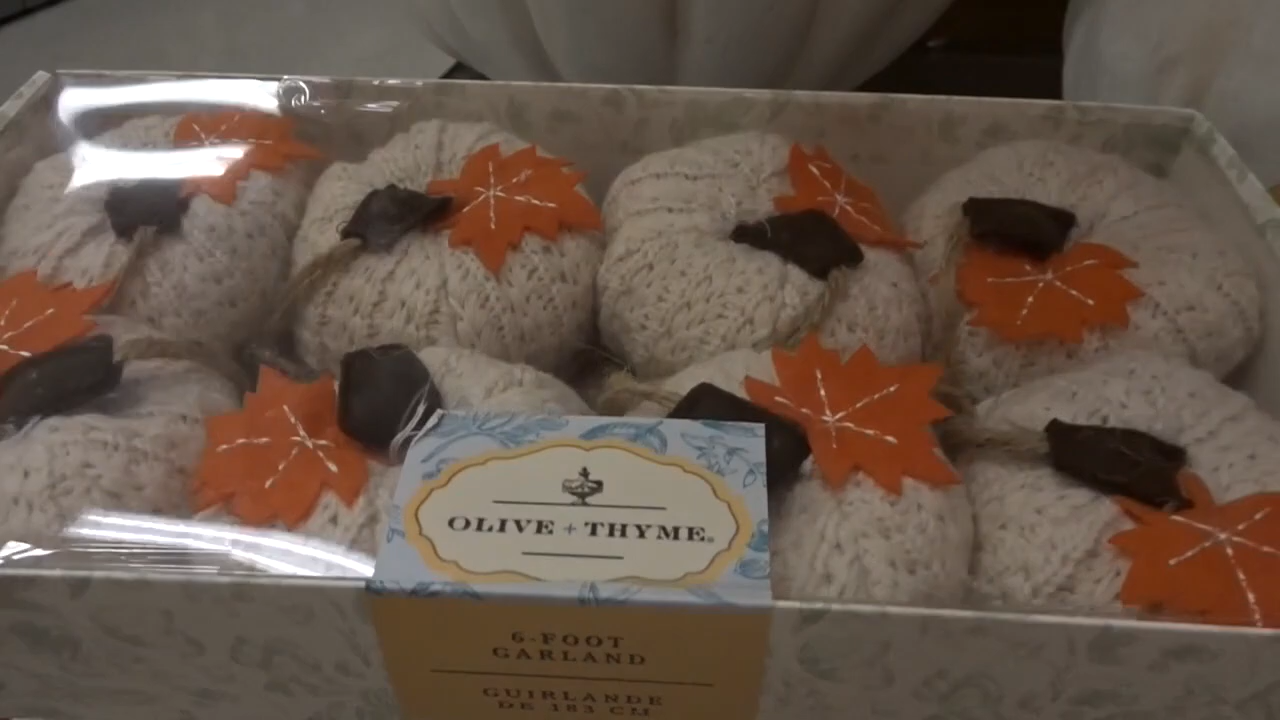 OLIVE + THYME®
6-FOOT
GARLAND
GUIRLANDE
DE 183 CM